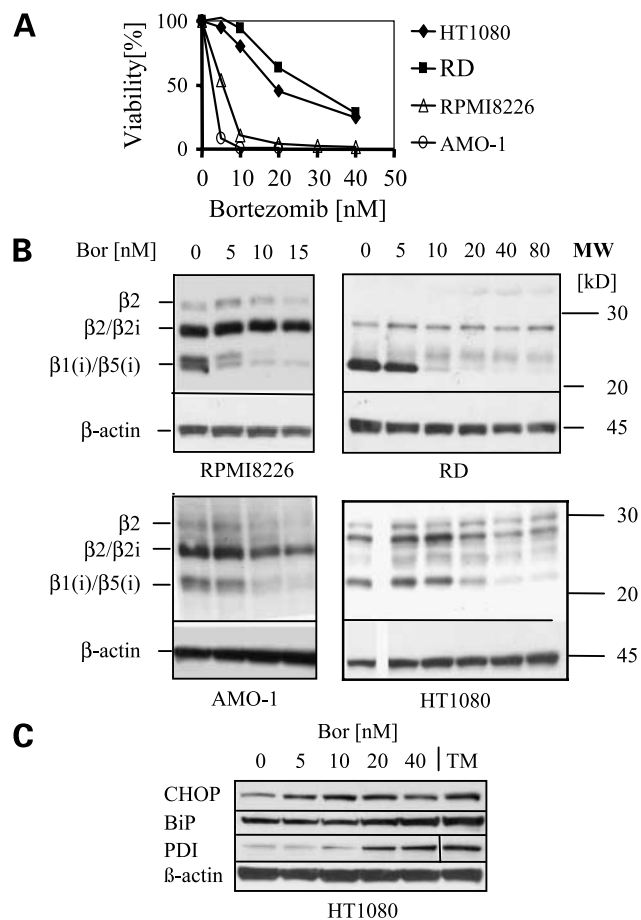 A
Viability[%]
100
50
0
0 10 20 30 40 50
Bortezomib [nM]
HT1080
RD
RPMI8226
AMO-1
B
Bor [nM] 0 5 10 15
0 5 10 20 40 80 MW
[kD]
β2
β2/β2i
β1(i)/β5(i)
β-actin
30
20
45
RPMI8226
RD
β2
β2/β2i
β1(i)/β5(i)
β-actin
30
20
45
AMO-1
HT1080
C
Bor [nM]
0 5 10 20 40 | TM
CHOP
BiP
PDI
ß-actin
HT1080